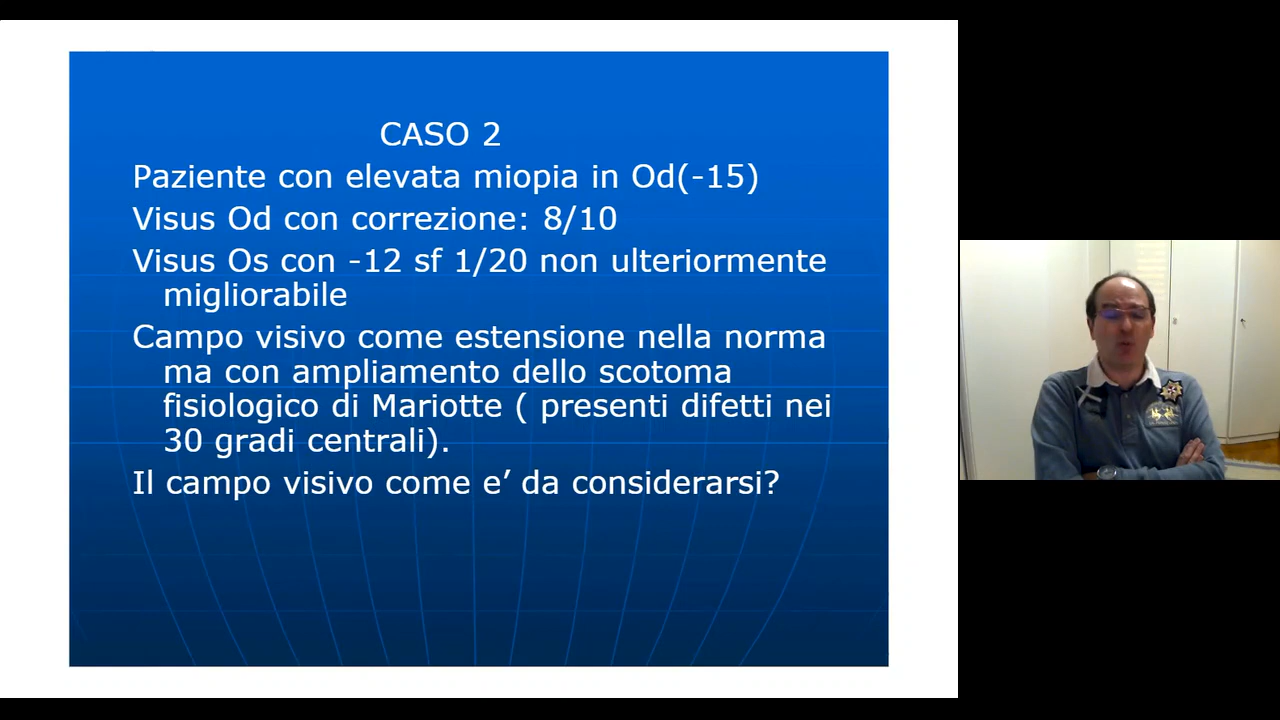 CASO 2
Paziente con elevata miopia in Od(-15)
Visus Od con correzione: 8/10
Visus Os con -12 sf 1/20 non ulteriormente
migliorabile
Campo visivo come estensione nella norma
ma con ampliamento dello scotoma
fisiologico di Mariotte ( presenti difetti nei
30 gradi centrali).
Il campo visivo come e’ da considerarsi?